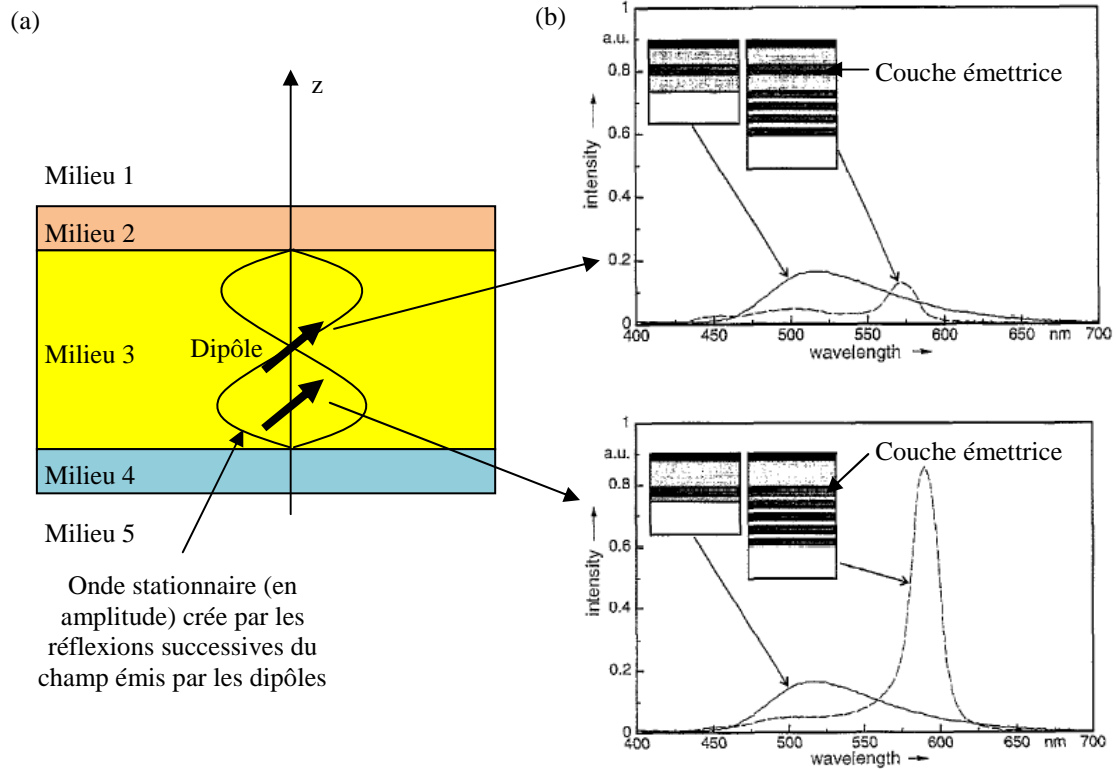 (a)
z
Milieu 1
Milieu 2
Dipôle
Milieu 3
Milieu 4
Milieu 5
Onde stationnaire (en
amplitude) crée par les
réflexions successives du
champ émis par les dipôles
(b)
1
a.u.
0.8
0.6
0.4
0.2
0
intensity
Couche émettrice
400 450 500 550 600 650 nm 700
wavelength
1
a.u.
0.8
0.6
0.4
0.2
0
intensity
Couche émettrice
400 450 500 550 600 650 nm 700
wavelength